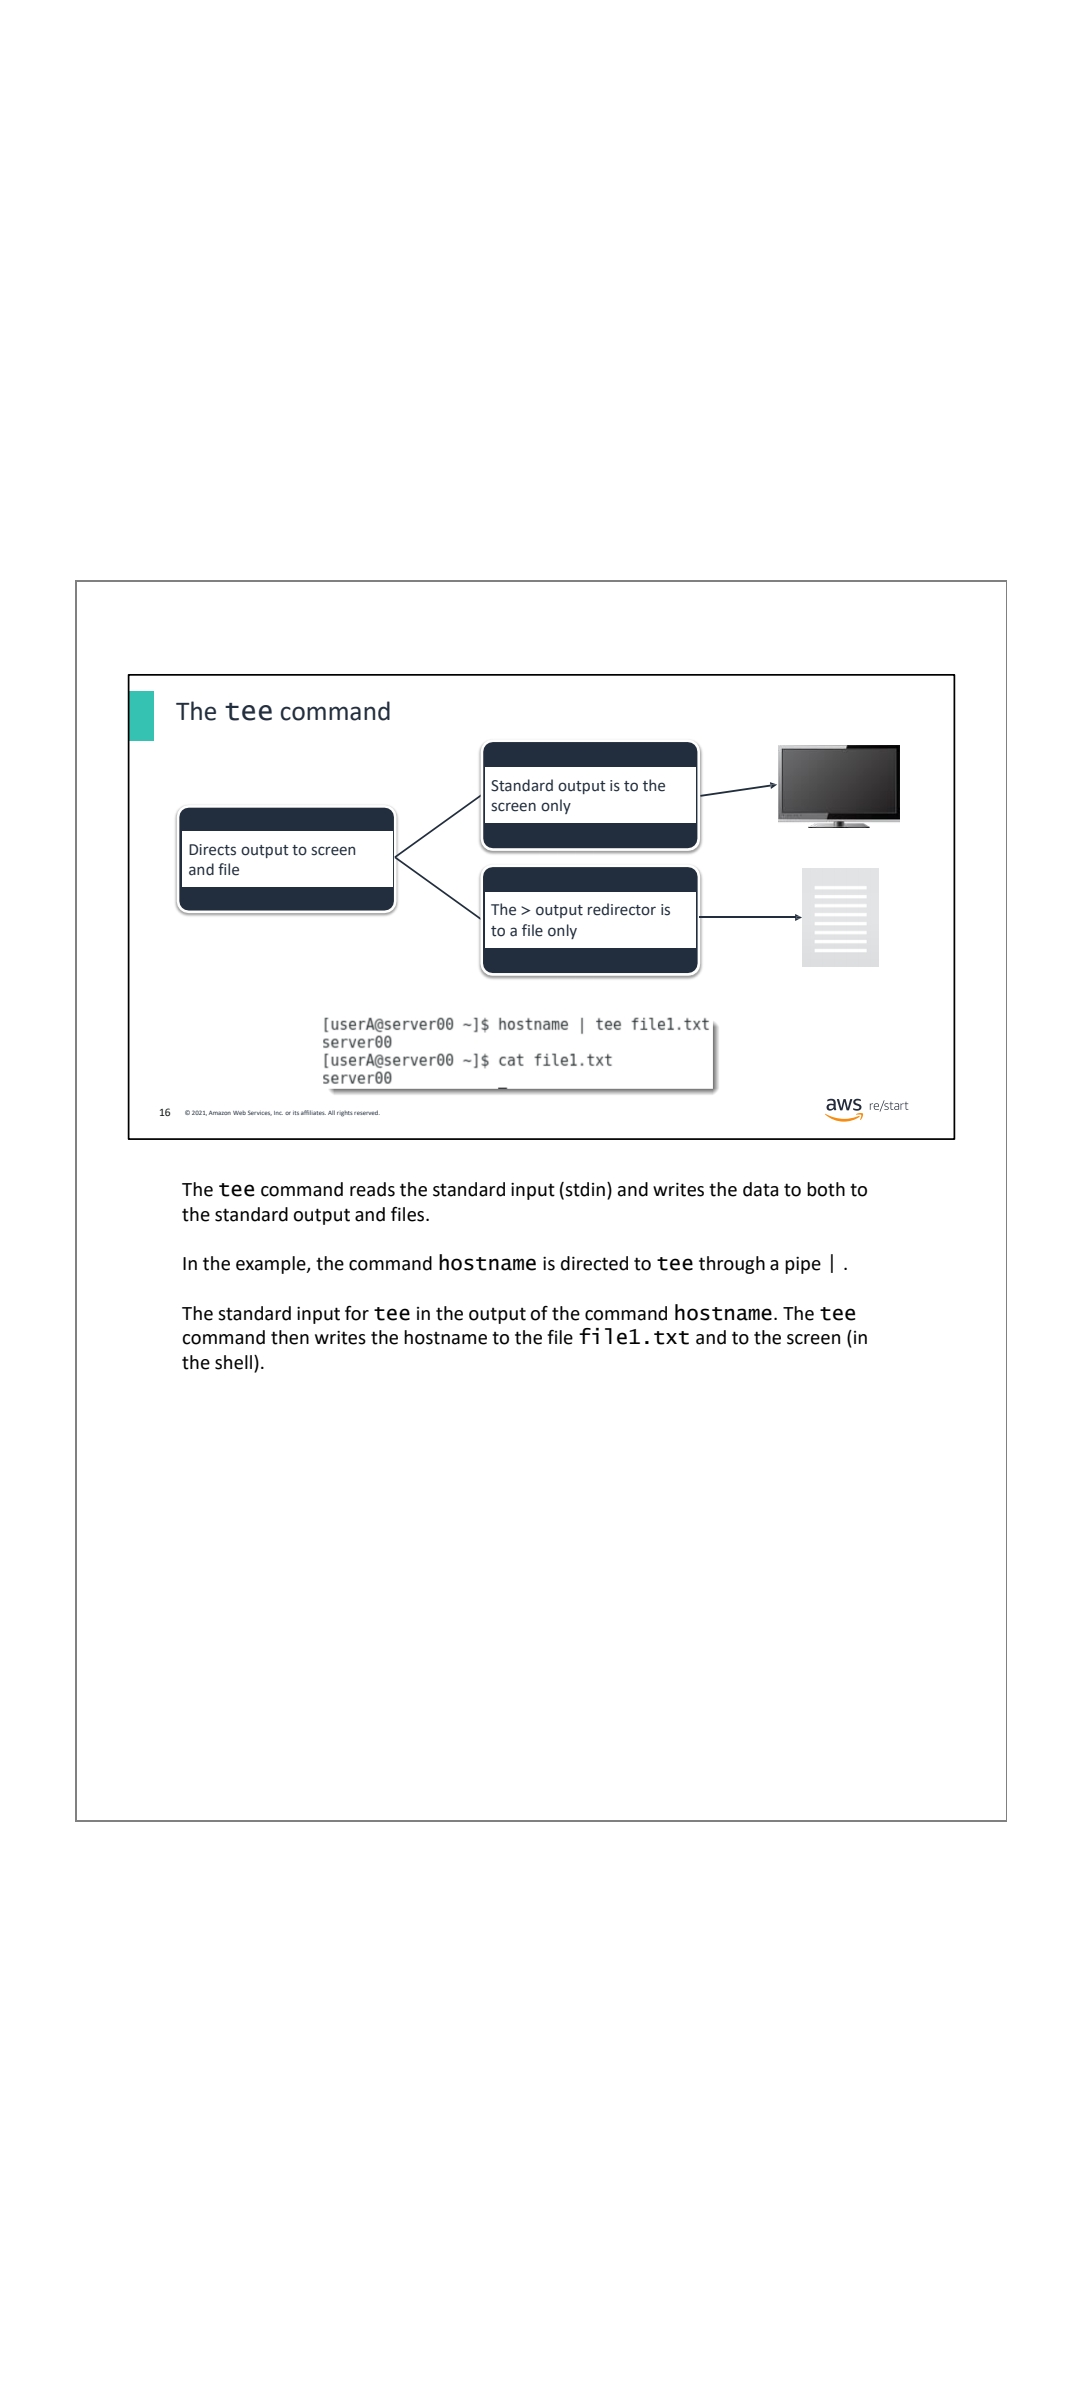 The tee command
Standard output is to the
screen only
Directs output to screen
and file
The > output redirector is
to a file only
[userA@server00 ~]$ hostname | tee file1.txt
server00
[userA@server00 ~]$ cat file1.txt
server00
16 © 2021, Amazon Web Services, Inc. or its affiliates. All rights reserved.
aws re/start
The tee command reads the standard input (stdin) and writes the data to both to
the standard output and files.
In the example, the command hostname is directed to tee through a pipe | .
The standard input for tee in the output of the command hostname. The tee
command then writes the hostname to the file file1.txt and to the screen (in
the shell).